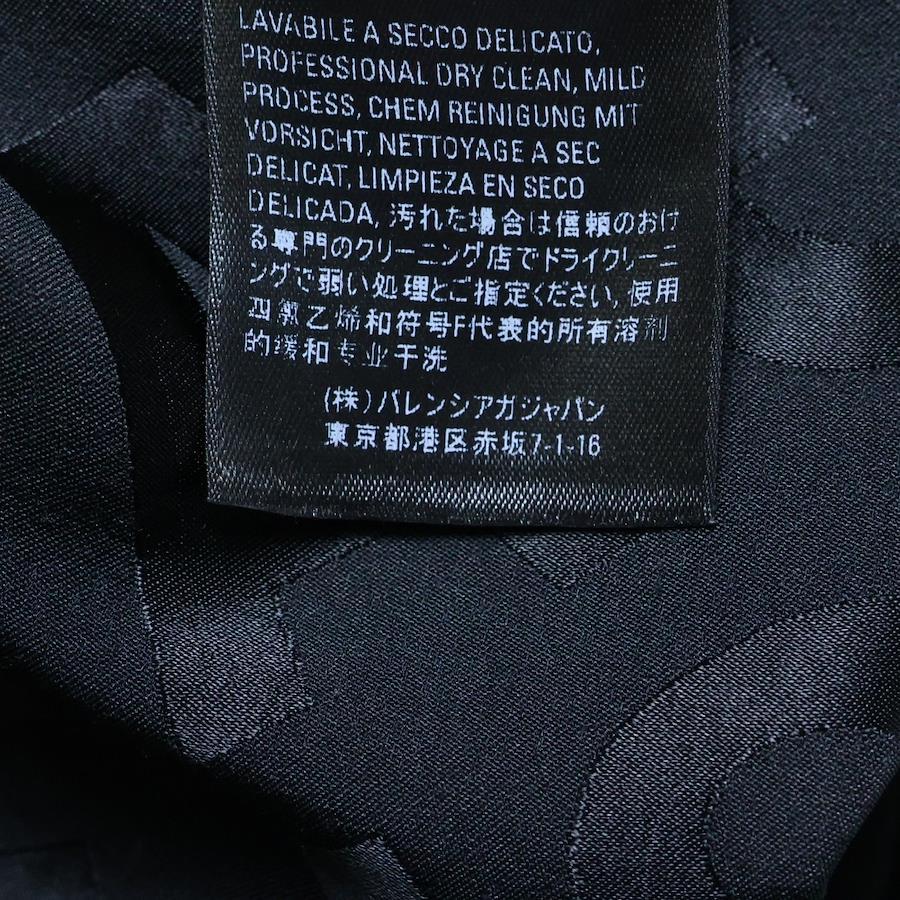 LAVABILE A SECCO DELICATO,
PROFESSIONAL DRY CLEAN, MILD
PROCESS, CHEM REINIGUNG MIT
VORSICHT, NETTOYAGE A SEC
DELICAT, LIMPIEZA EN SECO
DELICADA, 汚れた場合は信頼のおけ
る専門のクリーニング店でドライクリーニ
ングで弱い処理とご指定ください, 使用
四氯乙烯和符号F代表的所有溶剂
的缓和专业干洗
(株)バレンシアガジャパン
東京都港区赤坂7-1-16